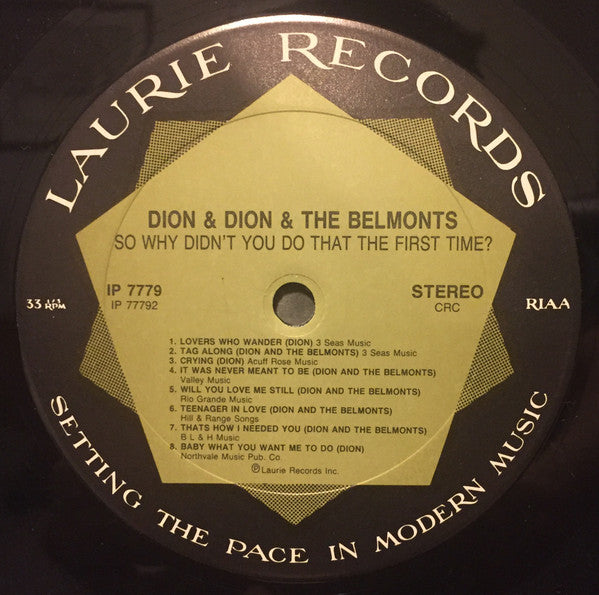 LAURIE RECORDS
DION & DION & THE BELMONTS
SO WHY DIDN'T YOU DO THAT THE FIRST TIME?
IP 7779
IP 77792
STEREO
CRC
33 1/3 RPM
RIAA
1. LOVERS WHO WANDER (DION) 3 Seas Music
2. TAG ALONG (DION AND THE BELMONTS) 3 Seas Music
3. CRYING (DION) Acuff Rose Music
4. IT WAS NEVER MEANT TO BE (DION AND THE BELMONTS)
Valley Music
5. WILL YOU LOVE ME STILL (DION AND THE BELMONTS)
Rio Grande Music
6. TEENAGER IN LOVE (DION AND THE BELMONTS)
Hill & Range Songs
7. THATS HOW I NEEDED YOU (DION AND THE BELMONTS)
B L & H Music
8. BABY WHAT YOU WANT ME TO DO (DION)
Northvale Music Pub. Co.
℗Laurie Records Inc.
SETTING THE PACE IN MODERN MUSIC